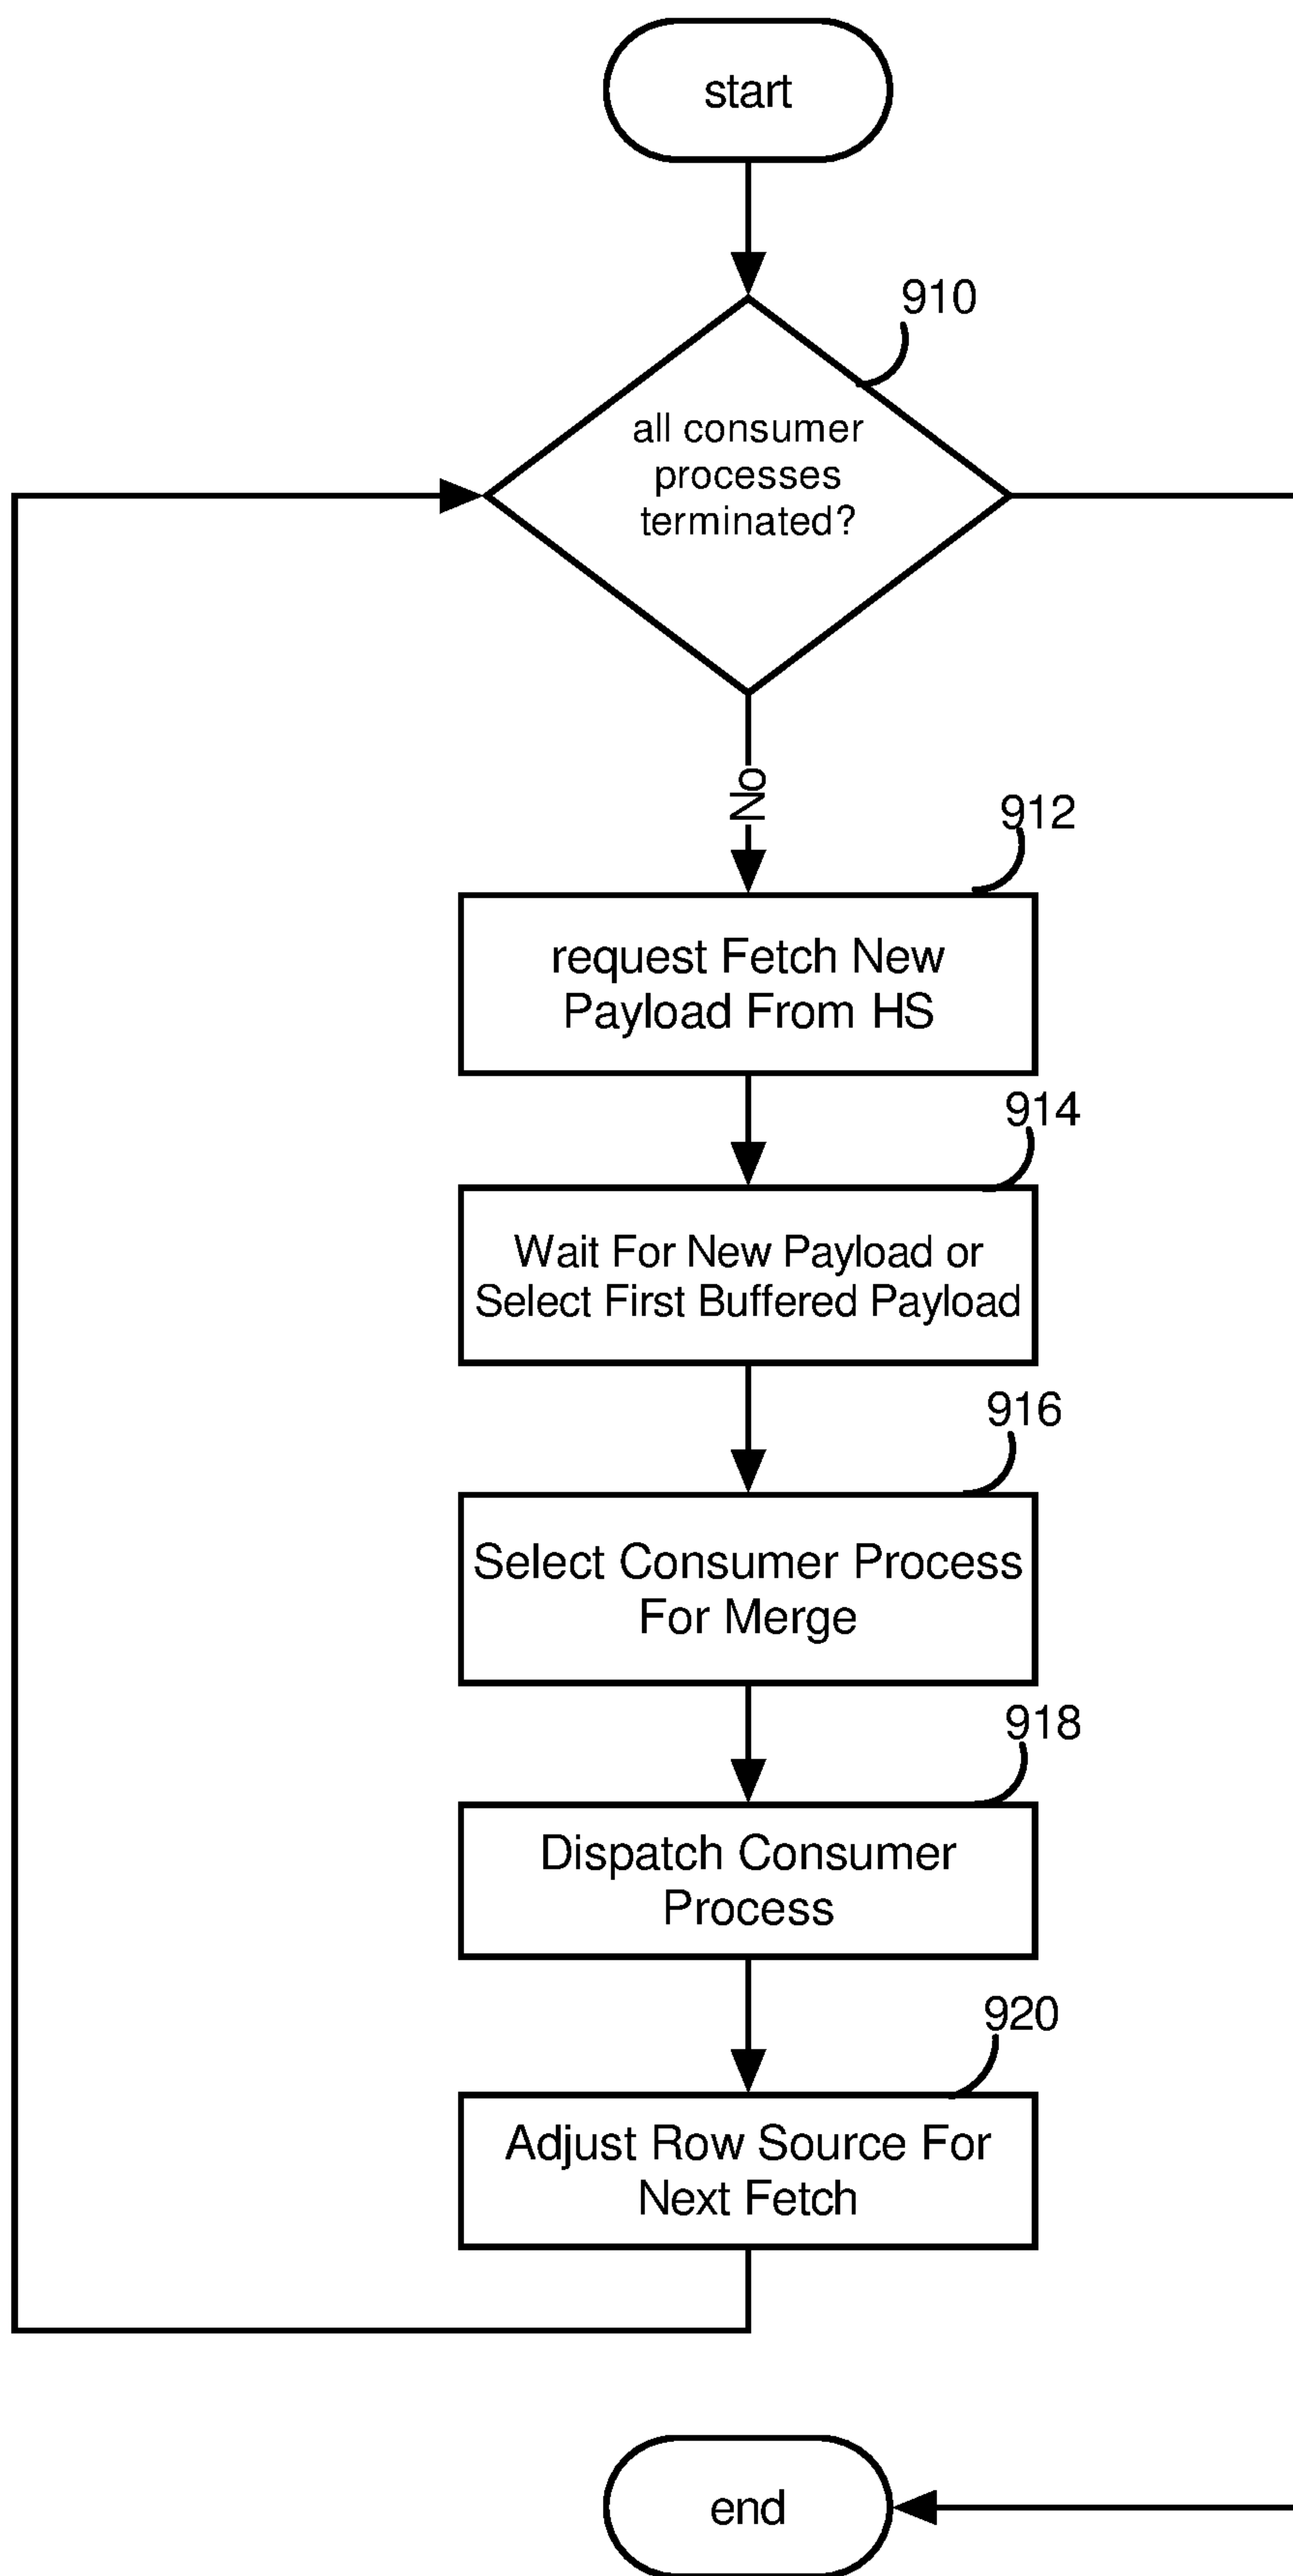 start
910
all consumer
processes
terminated?
No
912
request Fetch New
Payload From HS
914
Wait For New Payload or
Select First Buffered Payload
916
Select Consumer Process
For Merge
918
Dispatch Consumer
Process
920
Adjust Row Source For
Next Fetch
end